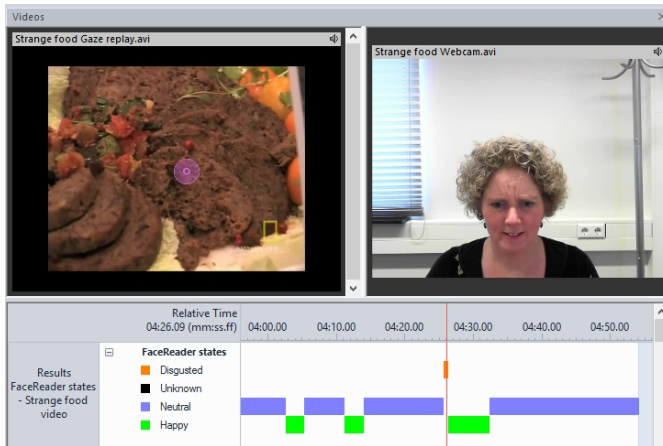 Videos
Strange food Gaze replay.avi
Strange food Webcam.avi
Relative Time
04:26.09 (mm:ss.ff)
04:00.00 04:10.00 04:20.00 04:30.00 04:40.00 04:50.00
Results
FaceReader states
- Strange food
video
FaceReader states
Disgusted
Unknown
Neutral
Happy